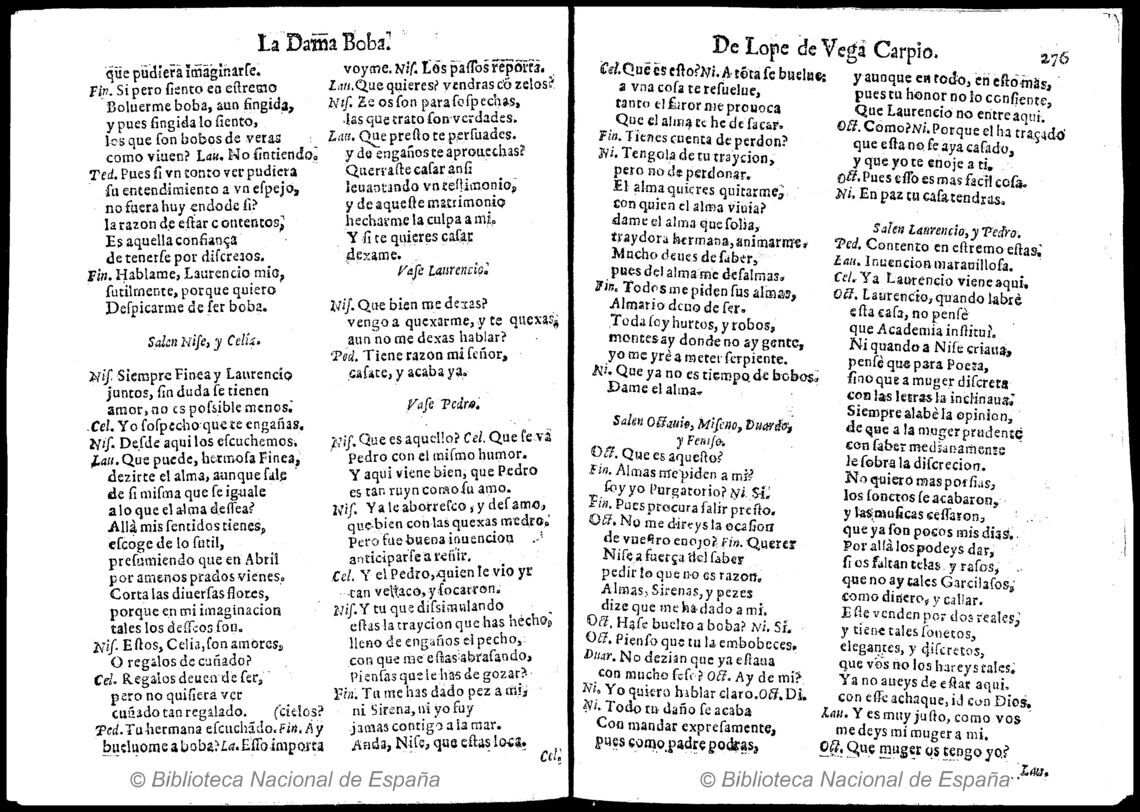 La Dama Boba.
que pudiera imaginarse.
Fin. Si pero siento en estremo
Boluerme boba, aun fingida,
y pues fingida lo siento,
los que son bobos de veras
como viuen? Lau. No sintiendo.
Ped. Pues si vn tonto ver pudiera
su entendimiento a vn espejo,
no fuera huyendo de si?
la razon de estar contentos,
Es aquella confiança
de tenerse por discretos.
Fin. Hablame, Laurencio mio,
sutilmente, porque quiero
Despicarme de ser boba.
Salen Nise, y Celia.
Nis. Siempre Finea y Laurencio
juntos, sin duda se tienen
amor, no es possible menos.
Cel. Yo sospecho que te engañas.
Nis. Desde aqui los escuchemos.
Lau. Que puede, hermosa Finea,
dezirte el alma, aunque sale
de si misma que se iguale
a lo que el alma dessea?
Allà mis sentidos tienes,
escoge de lo sutil,
presumiendo que en Abril
por amenos prados vienes.
Corta las diuersas flores,
porque en mi imaginacion
tales los desseos son.
Nis. Estos, Celia, son amores,
O regalos de cuñado?
Cel. Regalos deuen de ser,
pero no quisiera ver
cuñado tan regalado. (cielos?
Ped. Tu hermana escuchado. Fin. Ay
bueluome a boba? La. Esso importa
voyme. Nis. Los passos reporta.
Lau. Que quieres? vendras cõ zelos?
Nis. Ze os son para sospechas,
las que trato son verdades.
Lau. Que presto te persuades.
y de engaños te aprouechas?
Querraste casar ansi
leuantando vn testimonio,
y de aqueste matrimonio
hecharme la culpa a mi.
Y si te quieres casar
dexame.
Vase Laurencio.
Nis. Que bien me dexas?
vengo a quexarme, y te quexas,
aun no me dexas hablar?
Ped. Tiene razon mi señor,
casate, y acaba ya.
Vase Pedro.
Nis. Que es aquello? Cel. Que se và
Pedro con el mismo humor.
Y aqui viene bien, que Pedro
es tan ruyn como su amo.
Nis. Ya le aborresco, y desamo,
que bien con las quexas medro.
Pero fue buena inuencion
anticiparse a reñir.
Cel. Y el Pedro, quien le vio yr
tan vellaco, y socarron.
Nis. Y tu que dissimulando
estas la traycion que has hecho,
lleno de engaños el pecho,
con que me estas abrasando,
Piensas que le has de gozar?
Fin. Tu me has dado pez a mi,
ni Sirena, ni yo fuy
jamas contigo a la mar.
Anda, Nise, que estas loca.
Cel.
De Lope de Vega Carpio. 276
Cel. Que es esto? Ni. A tõta se buelue:
a vna cosa te resuelue,
tanto el furor me prouoca
Que el alma te he de sacar.
Fin. Tienes cuenta de perdon?
Ni. Tengola de tu traycion,
pero no de perdonar.
El alma quieres quitarme,
con quien el alma viuia?
dame el alma que solia,
traydora hermana, animarme.
Mucho deues de saber,
pues del alma me desalmas.
Fin. Todos me piden sus almas,
Almario deuo de ser.
Toda soy hurtos, y robos,
montes ay donde no ay gente,
yo me yrè a meter serpiente.
Ni. Que ya no es tiempo de bobos.
Dame el alma.
Salen Octauio, Miseno, Duardo,
y Feniso.
Oct. Que es aquesto?
Fin. Almas me piden a mi?
soy yo Purgatorio? Ni. Si.
Fin. Pues procura salir presto.
Oct. No me direys la ocasion
de vuestro enojo? Fin. Querer
Nise a fuerça del saber
pedir lo que no es razon.
Almas, Sirenas, y pezes
dize que me ha dado a mi.
Oct. Hase buelto a boba? Ni. Si.
Oct. Pienso que tu la embobeces.
Duar. No dezian que ya estaua
con mucho seso? Oct. Ay de mi?
Ni. Yo quiero hablar claro. Oct. Di.
Ni. Todo tu daño se acaba
Con mandar expresamente,
pues como padre podras,
y aunque en todo, en esto mas,
pues tu honor no lo consiente,
Que Laurencio no entre aqui.
Oct. Como? Ni. Porque el ha traçado
que esta no se aya casado,
y que yo te enoje a ti.
Oct. Pues esso es mas facil cosa.
Ni. En paz tu casa tendras.
Salen Laurencio, y Pedro.
Ped. Contento en estremo estas.
Lau. Inuencion marauillosa.
Cel. Ya Laurencio viene aqui.
Oct. Laurencio, quando labrè
esta casa, no pensè
que Academia institui.
Ni quando a Nise criaua,
pensè que para Poeta,
sino que a muger discreta
con las letras la inclinaua.
Siempre alabè la opinion,
de que a la muger prudente
con saber medianamente
le sobra la discrecion.
No quiero mas porfias,
los sonetos se acabaron,
y las musicas cessaron,
que ya son pocos mis dias.
Por allà los podeys dar,
si os faltan telas y rasos,
que no ay tales Garcilasos,
como dinero, y callar.
Este venden por dos reales,
y tiene tales sonetos,
elegantes, y discretos,
que vos no los hareys tales.
Ya no aueys de estar aqui.
con esse achaque, id con Dios.
Lau. Y es muy justo, como vos
me deys mi muger a mi.
Oct. Que muger os tengo yo?
Lau.
© Biblioteca Nacional de España
© Biblioteca Nacional de España